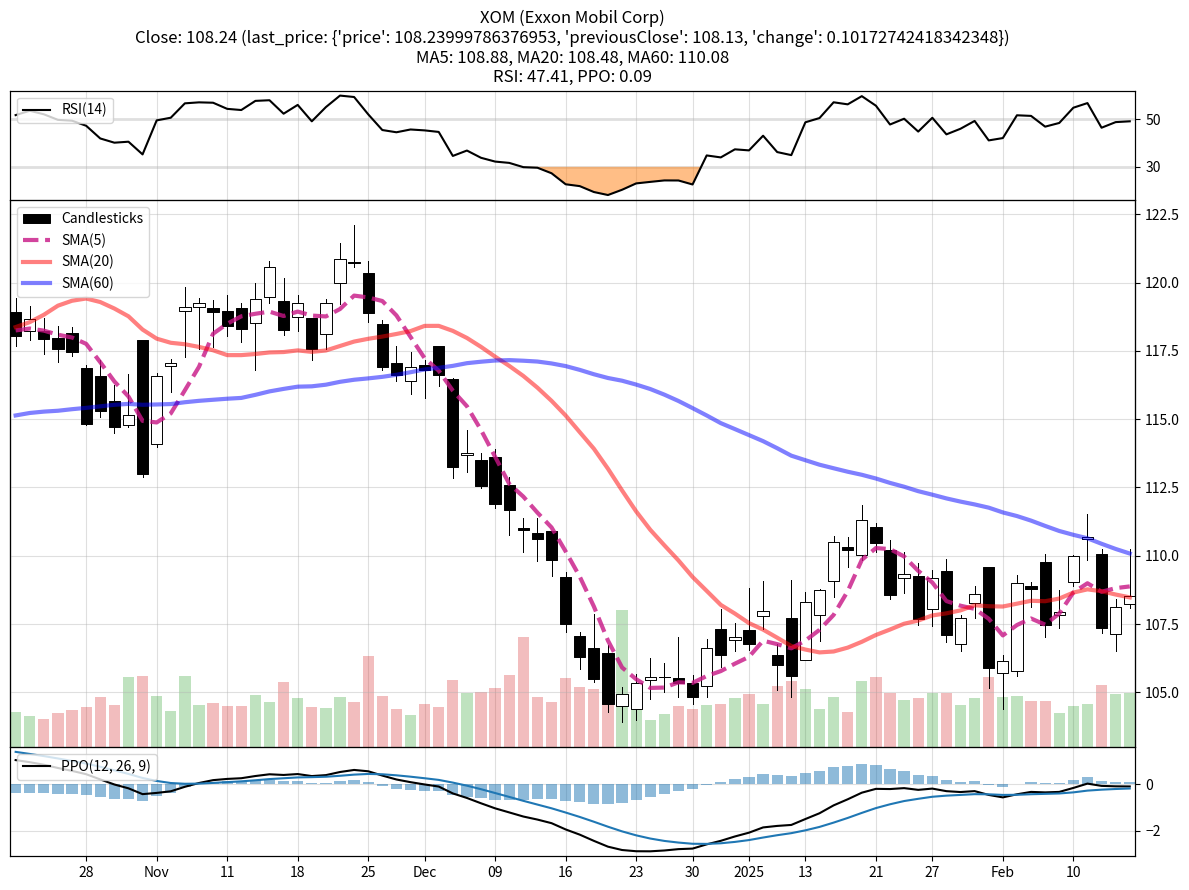 XOM (Exxon Mobil Corp)
Close: 108.24 (last_price: {'price': 108.23999786376953, 'previousClose': 108.13, 'change': 0.10172742418342348})
MA5: 108.88, MA20: 108.48, MA60: 110.08
RSI: 47.41, PPO: 0.09
RSI(14)
50
30
Candlesticks
SMA(5)
SMA(20)
SMA(60)
122.5
120.0
117.5
115.0
112.5
110.0
107.5
105.0
PPO(12, 26, 9)
0
−2
28
Nov
11
18
25
Dec
09
16
23
30
2025
13
21
27
Feb
10